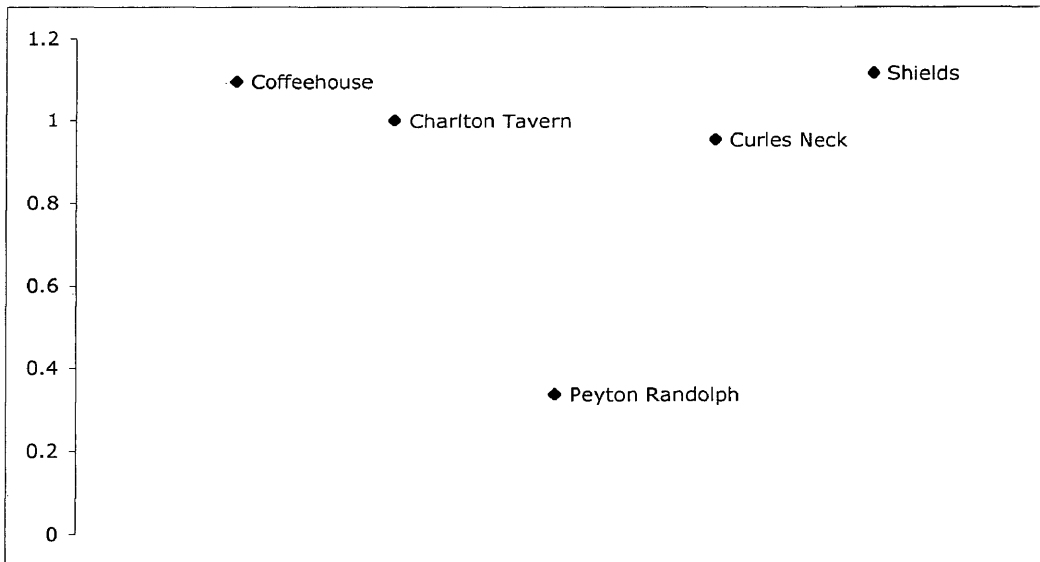 1.2
Shields
Coffeehouse
1
Charlton Tavern
Curles Neck
0.8
0.6
0.4
Peyton Randolph
0.2
0